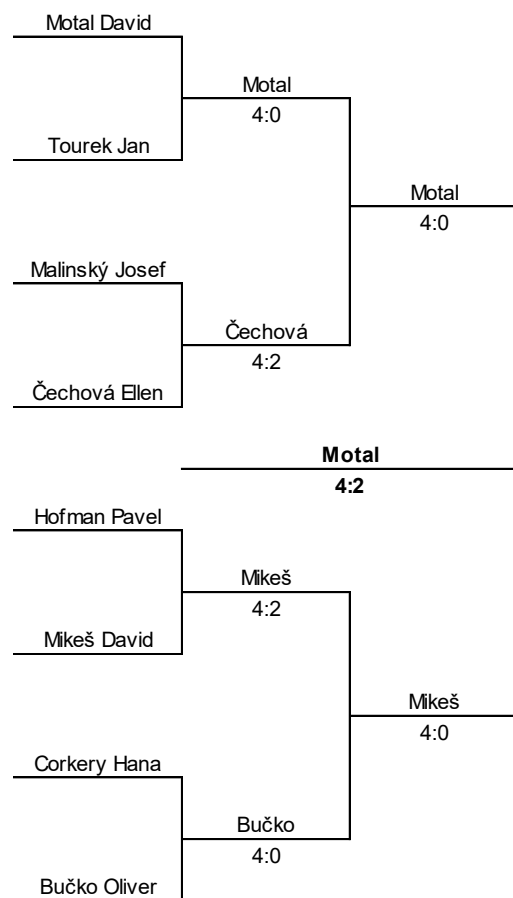 Motal David
Motal
4:0
Tourek Jan
Motal
4:0
Malinský Josef
Čechová
4:2
Čechová Ellen
Motal
4:2
Hofman Pavel
Mikeš
4:2
Mikeš David
Mikeš
4:0
Corkery Hana
Bučko
4:0
Bučko Oliver